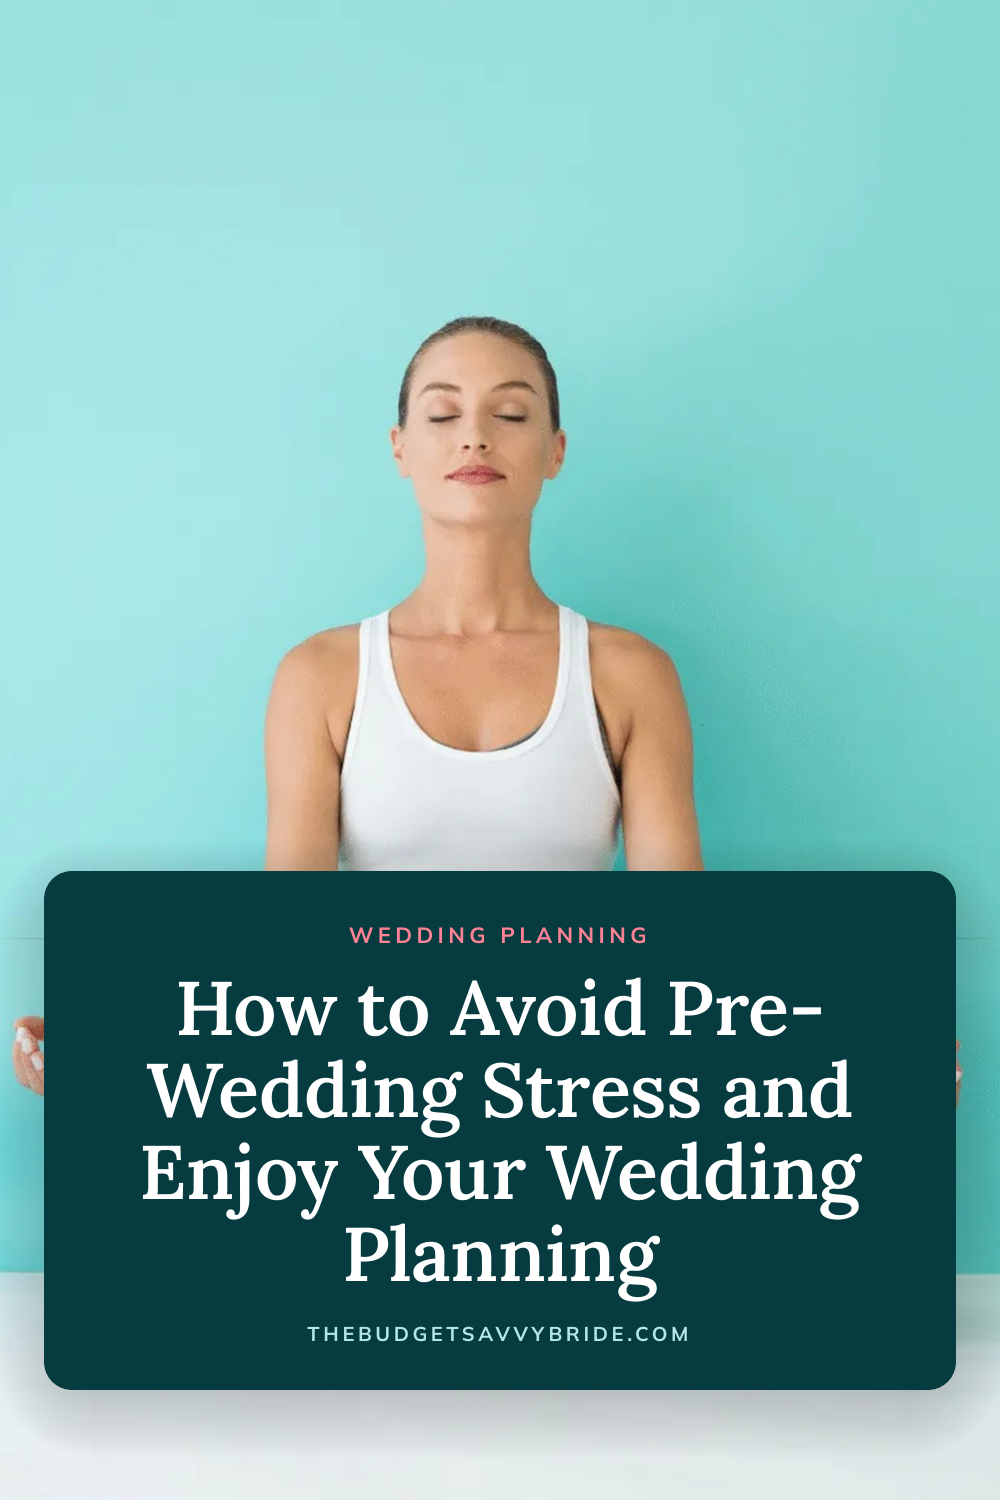 WEDDING PLANNING
How to Avoid Pre-
Wedding Stress and
Enjoy Your Wedding
Planning
THEBUDGETSAVVYBRIDE.COM